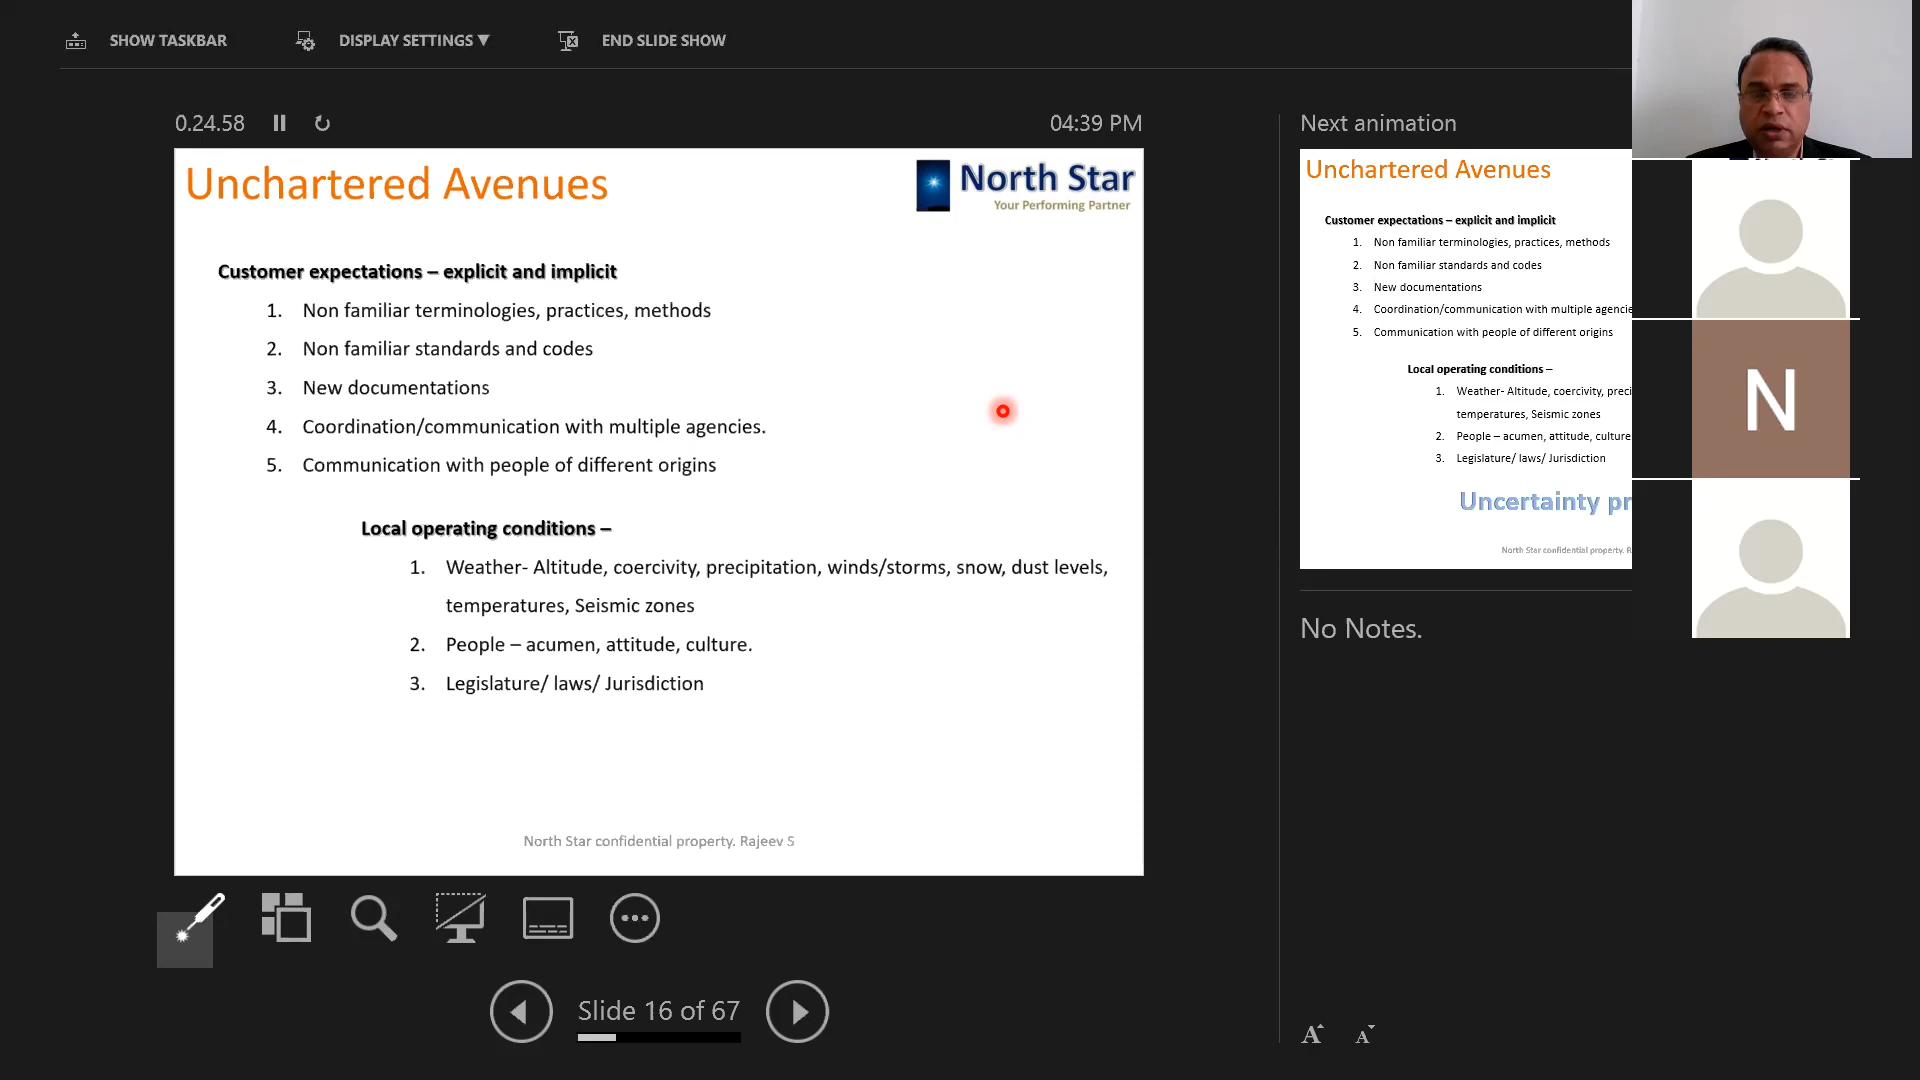 SHOW TASKBAR
DISPLAY SETTINGS ▼
END SLIDE SHOW
0.24.58
04:39 PM
Unchartered Avenues
North Star
Your Performing Partner
Customer expectations – explicit and implicit
1. Non familiar terminologies, practices, methods
2. Non familiar standards and codes
3. New documentations
4. Coordination/communication with multiple agencies.
5. Communication with people of different origins
Local operating conditions –
1. Weather- Altitude, coercivity, precipitation, winds/storms, snow, dust levels,
temperatures, Seismic zones
2. People – acumen, attitude, culture.
3. Legislature/ laws/ Jurisdiction
North Star confidential property. Rajeev S
Slide 16 of 67
Next animation
Unchartered Avenues
Customer expectations – explicit and implicit
1. Non familiar terminologies, practices, methods
2. Non familiar standards and codes
3. New documentations
4. Coordination/communication with multiple agencie
5. Communication with people of different origins
Local operating conditions –
1. Weather- Altitude, coercivity, preci
temperatures, Seismic zones
2. People – acumen, attitude, culture
3. Legislature/ laws/ Jurisdiction
Uncertainty pr
North Star confidential property. R
No Notes.
A A
N